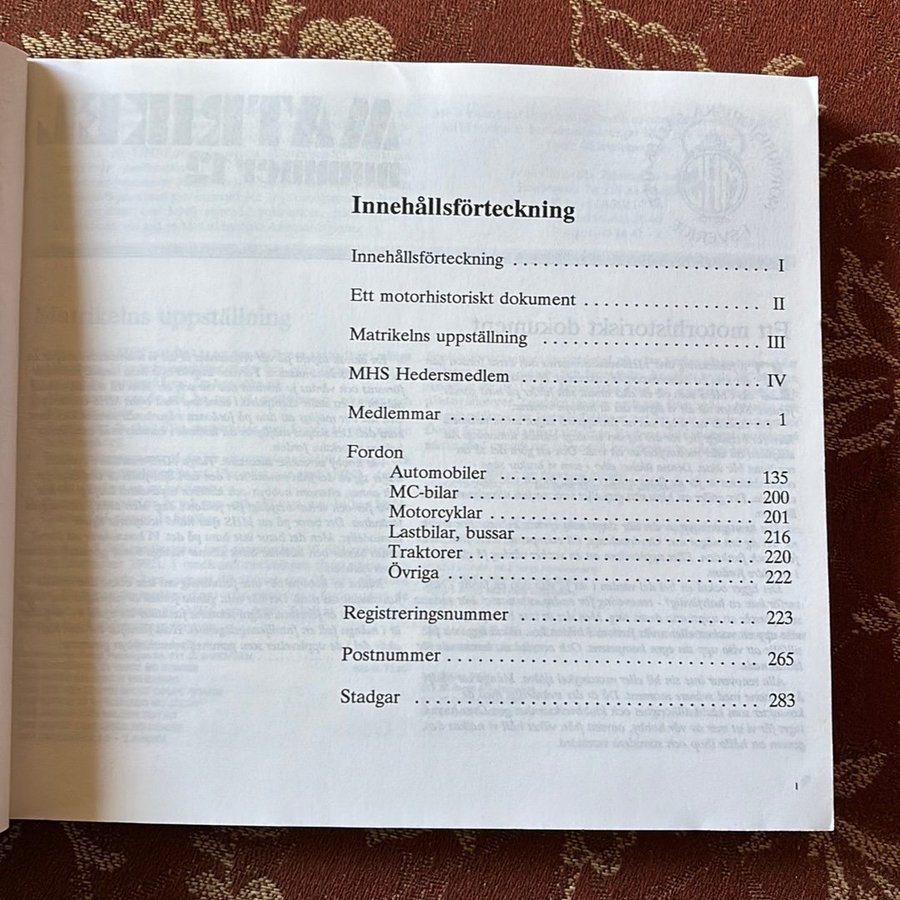 Innehållsförteckning
Innehållsförteckning . . . . . . . . . . . . . . . . . . . . . . . . . . I
Ett motorhistoriskt dokument . . . . . . . . . . . . . . . . . . II
Matrikelns uppställning . . . . . . . . . . . . . . . . . . . . . . III
MHS Hedersmedlem . . . . . . . . . . . . . . . . . . . . . . . . IV
Medlemmar . . . . . . . . . . . . . . . . . . . . . . . . . . . . . . . . 1
Fordon
Automobiler . . . . . . . . . . . . . . . . . . . . . . . . . . 135
MC-bilar . . . . . . . . . . . . . . . . . . . . . . . . . . . . . 200
Motorcyklar . . . . . . . . . . . . . . . . . . . . . . . . . . . 201
Lastbilar, bussar . . . . . . . . . . . . . . . . . . . . . . . . 216
Traktorer . . . . . . . . . . . . . . . . . . . . . . . . . . . . . 220
Övriga . . . . . . . . . . . . . . . . . . . . . . . . . . . . . . . 222
Registreringsnummer . . . . . . . . . . . . . . . . . . . . . . . . 223
Postnummer . . . . . . . . . . . . . . . . . . . . . . . . . . . . . . . 265
Stadgar . . . . . . . . . . . . . . . . . . . . . . . . . . . . . . . . . . 283
I